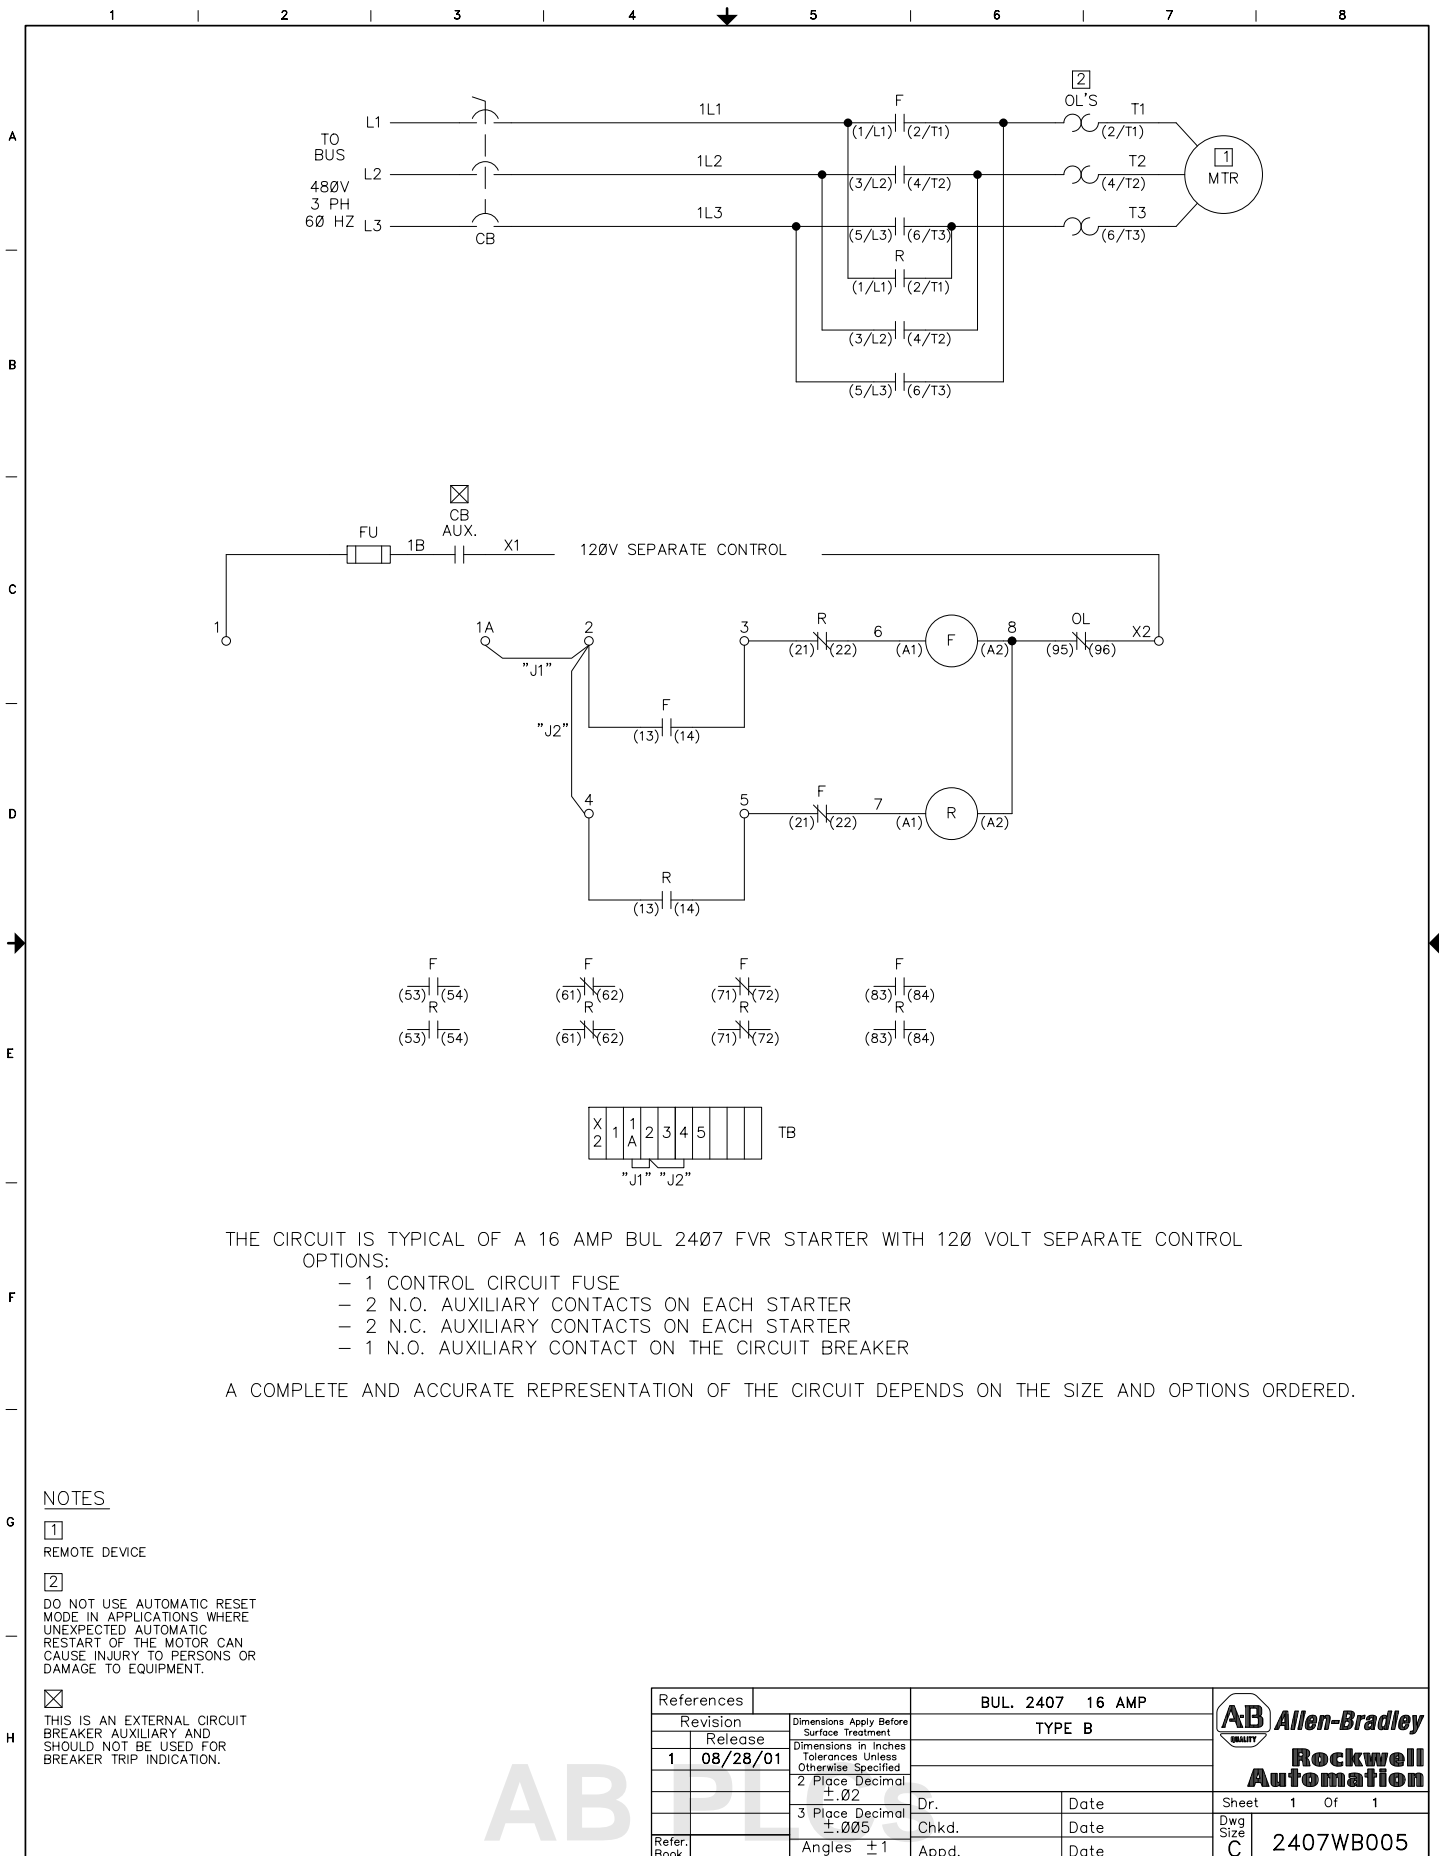 1 2 3 4 5 6 7 8
A
B
C
D
E
F
G
H
TO
BUS
480V
3 PH
60 HZ
L1
L2
L3
CB
1L1
1L2
1L3
F
(1/L1) (2/T1)
(3/L2) (4/T2)
(5/L3) (6/T3)
R
(1/L1) (2/T1)
(3/L2) (4/T2)
(5/L3) (6/T3)
2
OL'S
T1
(2/T1)
T2
(4/T2)
T3
(6/T3)
1
MTR
FU
1B
CB
AUX.
X1
120V SEPARATE CONTROL
1
1A
"J1"
2
3
R
(21) (22)
6
(A1) F (A2)
8
OL
(95) (96)
X2
F
(13) (14)
"J2"
4
5
F
(21) (22)
7
(A1) R (A2)
R
(13) (14)
F F F F
(53) (54) (61) (62) (71) (72) (83) (84)
R R R R
(53) (54) (61) (62) (71) (72) (83) (84)
X2 1 1A 2 3 4 5 TB
"J1" "J2"
THE CIRCUIT IS TYPICAL OF A 16 AMP BUL 2407 FVR STARTER WITH 120 VOLT SEPARATE CONTROL
OPTIONS:
– 1 CONTROL CIRCUIT FUSE
– 2 N.O. AUXILIARY CONTACTS ON EACH STARTER
– 2 N.C. AUXILIARY CONTACTS ON EACH STARTER
– 1 N.O. AUXILIARY CONTACT ON THE CIRCUIT BREAKER
A COMPLETE AND ACCURATE REPRESENTATION OF THE CIRCUIT DEPENDS ON THE SIZE AND OPTIONS ORDERED.
NOTES
1
REMOTE DEVICE
2
DO NOT USE AUTOMATIC RESET
MODE IN APPLICATIONS WHERE
UNEXPECTED AUTOMATIC
RESTART OF THE MOTOR CAN
CAUSE INJURY TO PERSONS OR
DAMAGE TO EQUIPMENT.
THIS IS AN EXTERNAL CIRCUIT
BREAKER AUXILIARY AND
SHOULD NOT BE USED FOR
BREAKER TRIP INDICATION.
AB PLCs
References
Revision
Release
1 08/28/01
Refer.
Book
Dimensions Apply Before
Surface Treatment
Dimensions in Inches
Tolerances Unless
Otherwise Specified
2 Place Decimal
±.02
3 Place Decimal
±.005
Angles ±1
BUL. 2407 16 AMP
TYPE B
Dr. Date
Chkd. Date
Appd. Date
A-B
QUALITY
Allen-Bradley
Rockwell
Automation
Sheet 1 Of 1
Dwg
Size
C
2407WB005